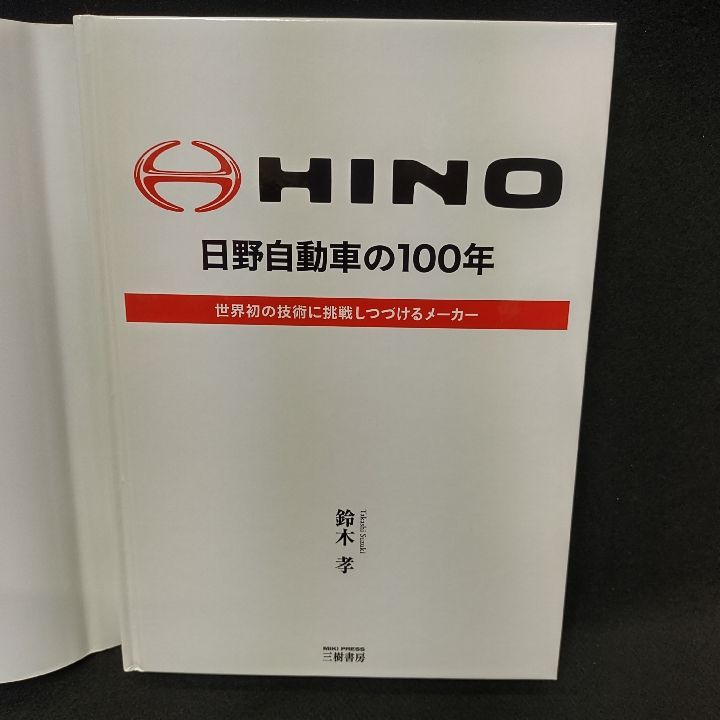 HINO
日野自動車の100年
世界初の技術に挑戦しつづけるメーカー
鈴木 孝
Takashi Suzuki
MIKI PRESS
三樹書房